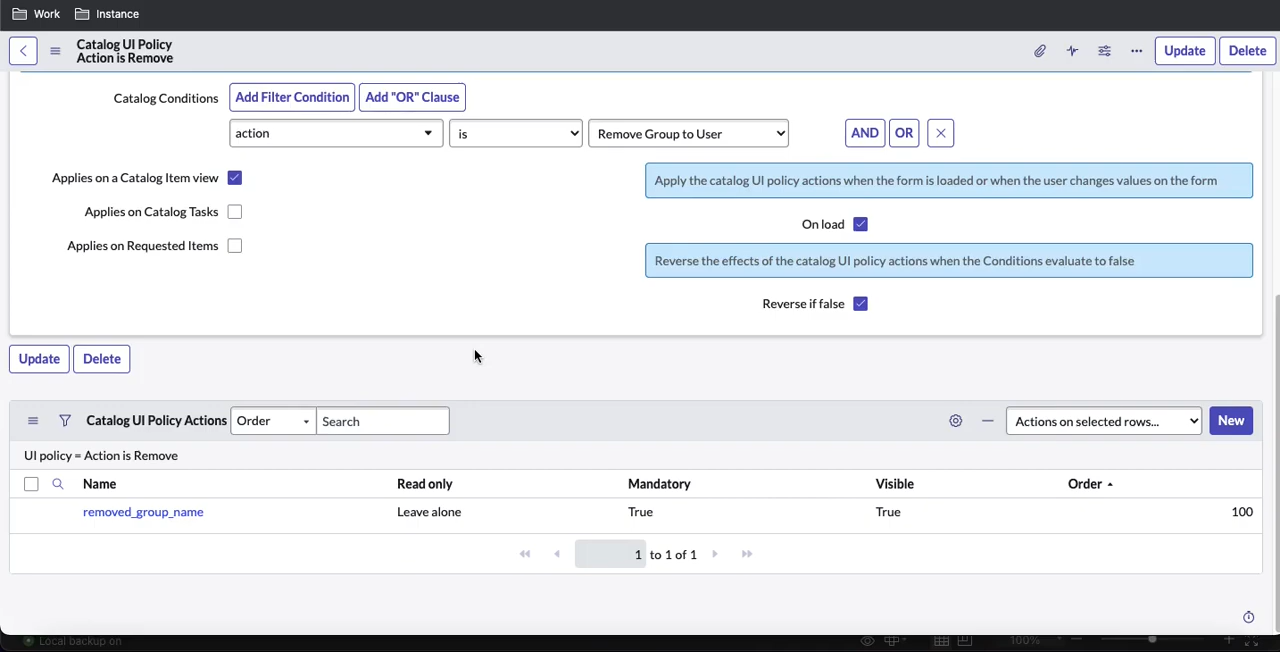 Work Instance
Catalog UI Policy
Action is Remove
Update Delete
Catalog Conditions Add Filter Condition Add "OR" Clause
action is Remove Group to User AND OR
Applies on a Catalog Item view
Apply the catalog UI policy actions when the form is loaded or when the user changes values on the form
Applies on Catalog Tasks
On load
Applies on Requested Items
Reverse the effects of the catalog UI policy actions when the Conditions evaluate to false
Reverse if false
Update Delete
Catalog UI Policy Actions Order Search Actions on selected rows... New
UI policy = Action is Remove
Name Read only Mandatory Visible Order
removed_group_name Leave alone True True 100
1 to 1 of 1
Local backup on 100%